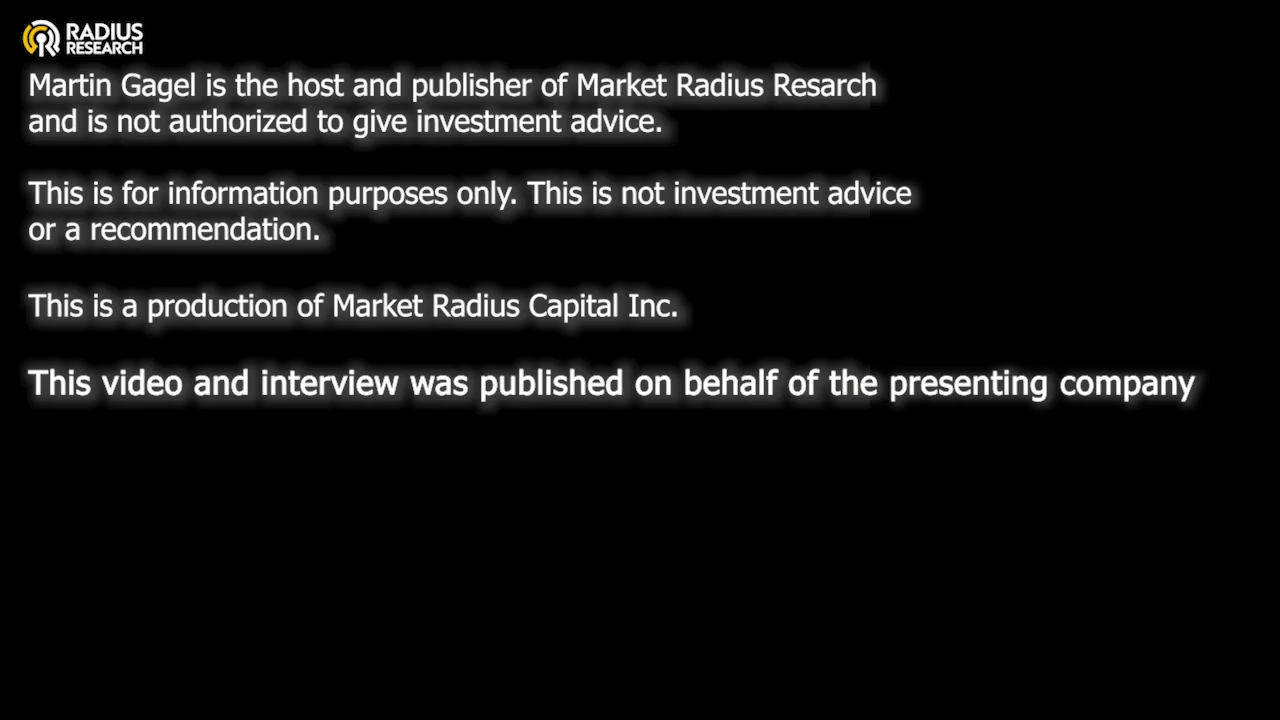 RADIUS
RESEARCH
Martin Gagel is the host and publisher of Market Radius Resarch
and is not authorized to give investment advice.
This is for information purposes only. This is not investment advice
or a recommendation.
This is a production of Market Radius Capital Inc.
This video and interview was published on behalf of the presenting company